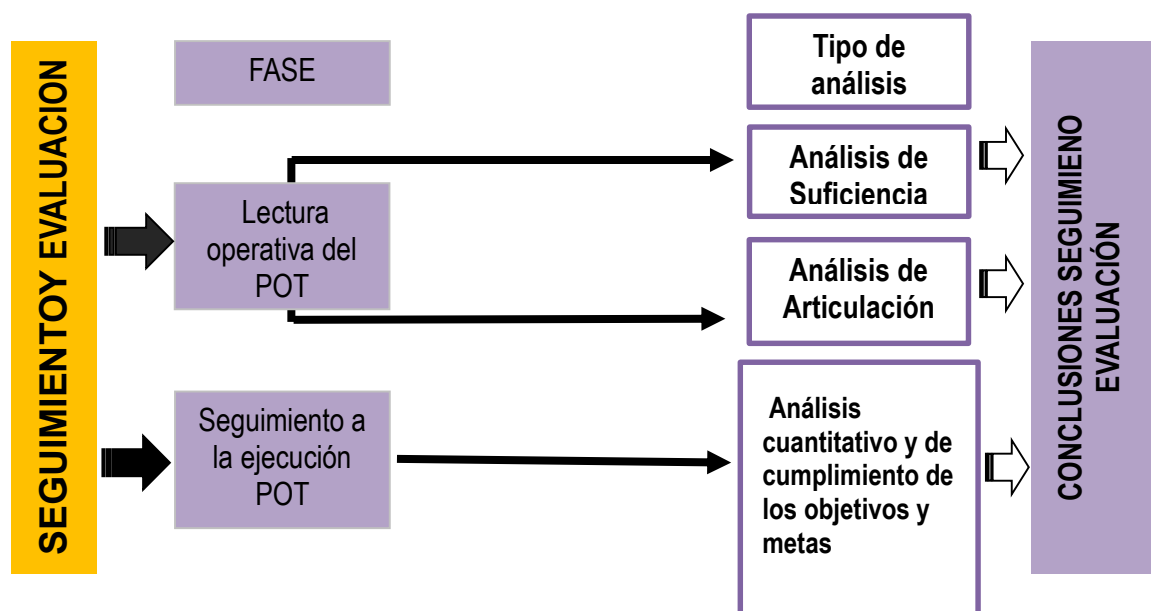 SEGUIMIENTOY EVALUACION
FASE
Tipo de
análisis
Lectura
operativa del
POT
Análisis de
Suficiencia
Análisis de
Articulación
Seguimiento a
la ejecución
POT
Análisis
cuantitativo y de
cumplimiento de
los objetivos y
metas
CONCLUSIONES SEGUIMIENO
EVALUACIÓN